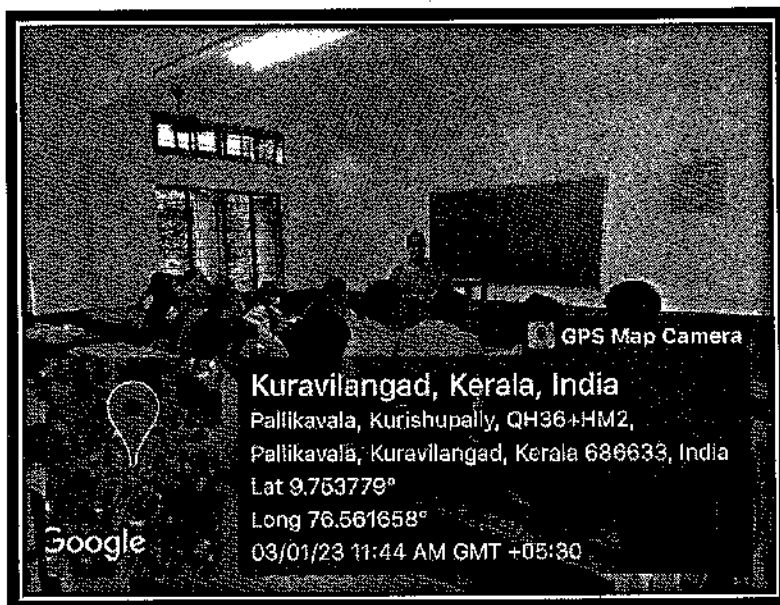 GPS Map Camera
Kuravilangad, Kerala, India
Pallikavala, Kurishupally, QH36+HM2,
Pallikavala, Kuravilangad, Kerala 686633, India
Lat 9.753779°
Long 76.561658°
03/01/23 11:44 AM GMT +05:30
Google